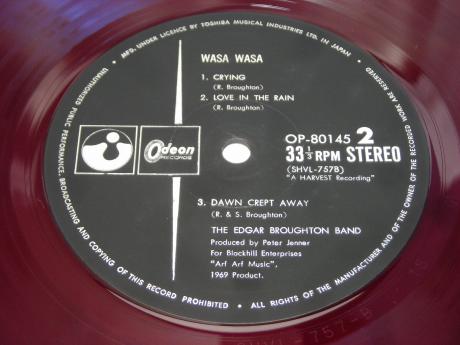 • MFD. UNDER LICENCE BY TOSHIBA MUSICAL INDUSTRIES LTD. IN JAPAN. •
WASA WASA
1. CRYING
(R. Broughton)
2. LOVE IN THE RAIN
(R. Broughton)
Odeon
RECORDS
OP-80145 2
33⅓ RPM STEREO
(SHVL-757B)
"A HARVEST Recording"
3. DAWN CREPT AWAY
(R. & S. Broughton)
THE EDGAR BROUGHTON BAND
Produced by Peter Jenner
For Blackhill Enterprises
"Arf Arf Music",
1969 Product.
UNAUTHORIZED PUBLIC PERFORMANCE, BROADCASTING AND COPYING OF THIS RECORD PROHIBITED • ALL RIGHTS OF THE MANUFACTURER AND OF THE OWNER OF THE RECORDED WORK ARE RESERVED
757-B